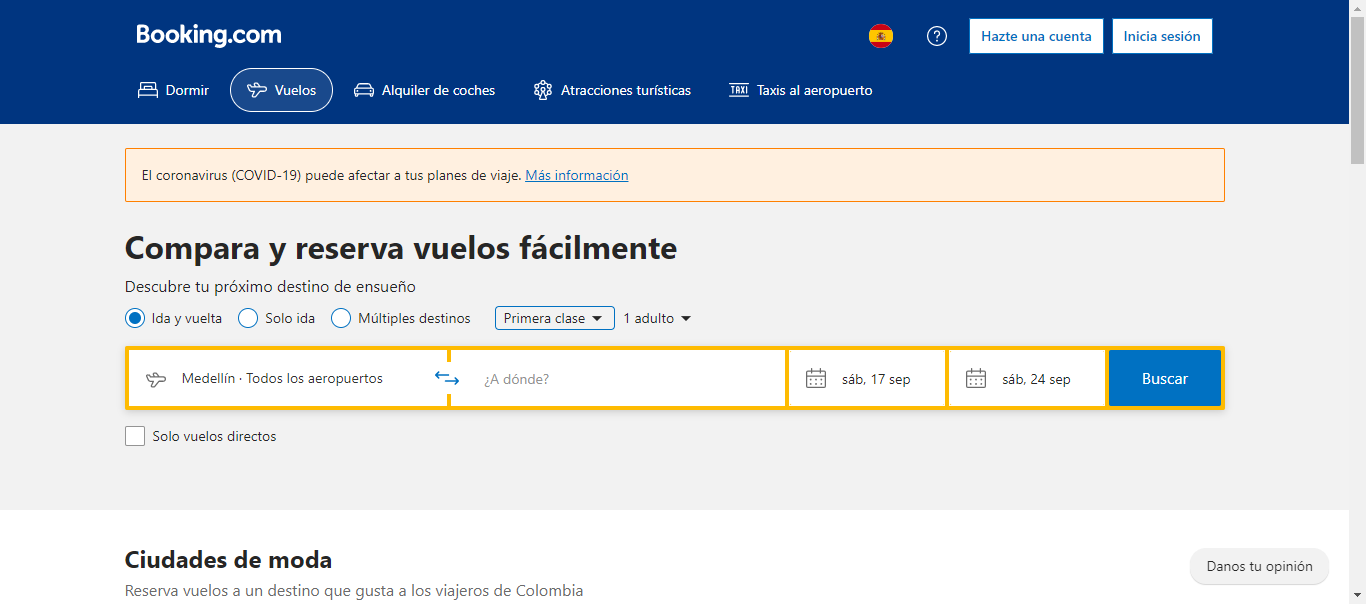 Booking.com
?
Hazte una cuenta
Inicia sesión
Dormir
Vuelos
Alquiler de coches
Atracciones turísticas
TAXI
Taxis al aeropuerto
El coronavirus (COVID-19) puede afectar a tus planes de viaje. Más información
Compara y reserva vuelos fácilmente
Descubre tu próximo destino de ensueño
Ida y vuelta
Solo ida
Múltiples destinos
Primera clase
1 adulto
Medellín · Todos los aeropuertos
¿A dónde?
sáb, 17 sep
sáb, 24 sep
Buscar
Solo vuelos directos
Ciudades de moda
Reserva vuelos a un destino que gusta a los viajeros de Colombia
Danos tu opinión